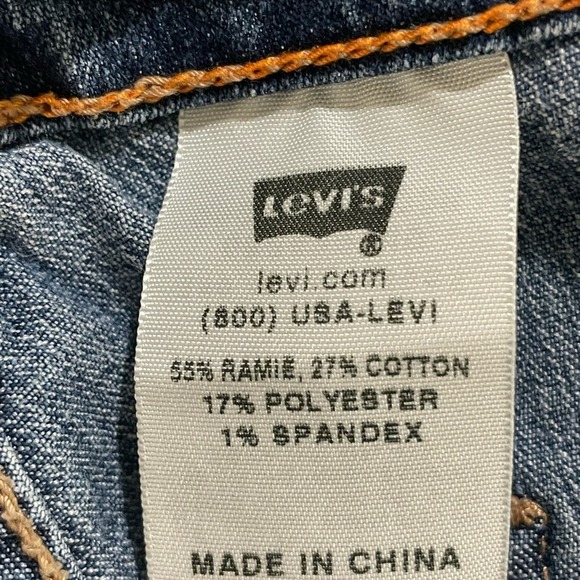 Levi's
®
levi.com
(800) USA-LEVI
55% RAMIE, 27% COTTON
17% POLYESTER
1% SPANDEX
MADE IN CHINA